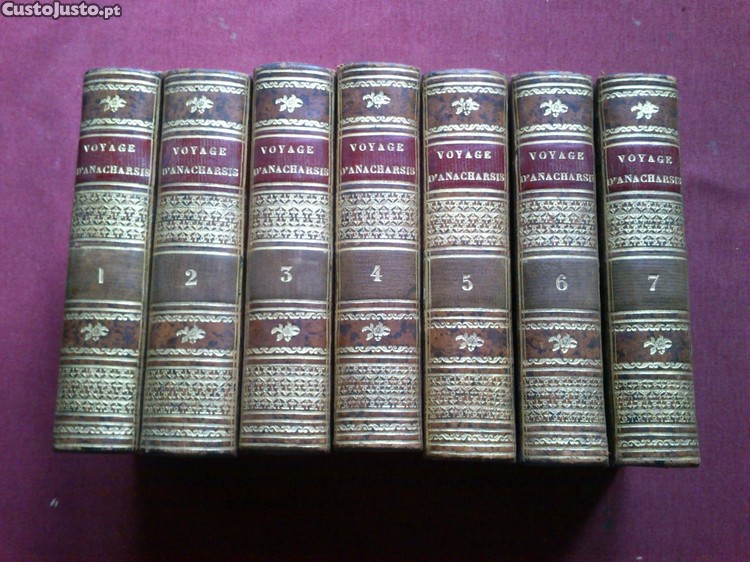 CustoJusto.pt
VOYAGE
D'ANACHARSIS
1
VOYAGE
D'ANACHARSIS
2
VOYAGE
D'ANACHARSIS
3
VOYAGE
D'ANACHARSIS
4
VOYAGE
D'ANACHARSIS
5
VOYAGE
D'ANACHARSIS
6
VOYAGE
D'ANACHARSIS
7